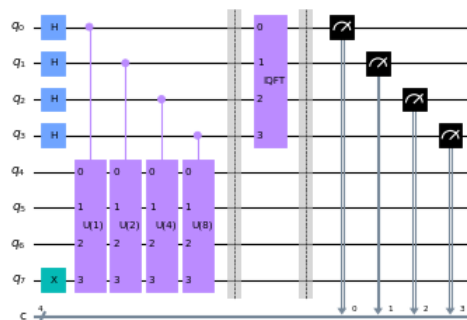 q0 H 0 0
q1 H 1 IQFT
q2 H 2
q3 H 3
q4 0 0 0 0
q5 1 1 1 1
U(1) U(2) U(4) U(8)
q6 2 2 2 2
q7 X 3 3 3 3
c 4 0 1 2 3